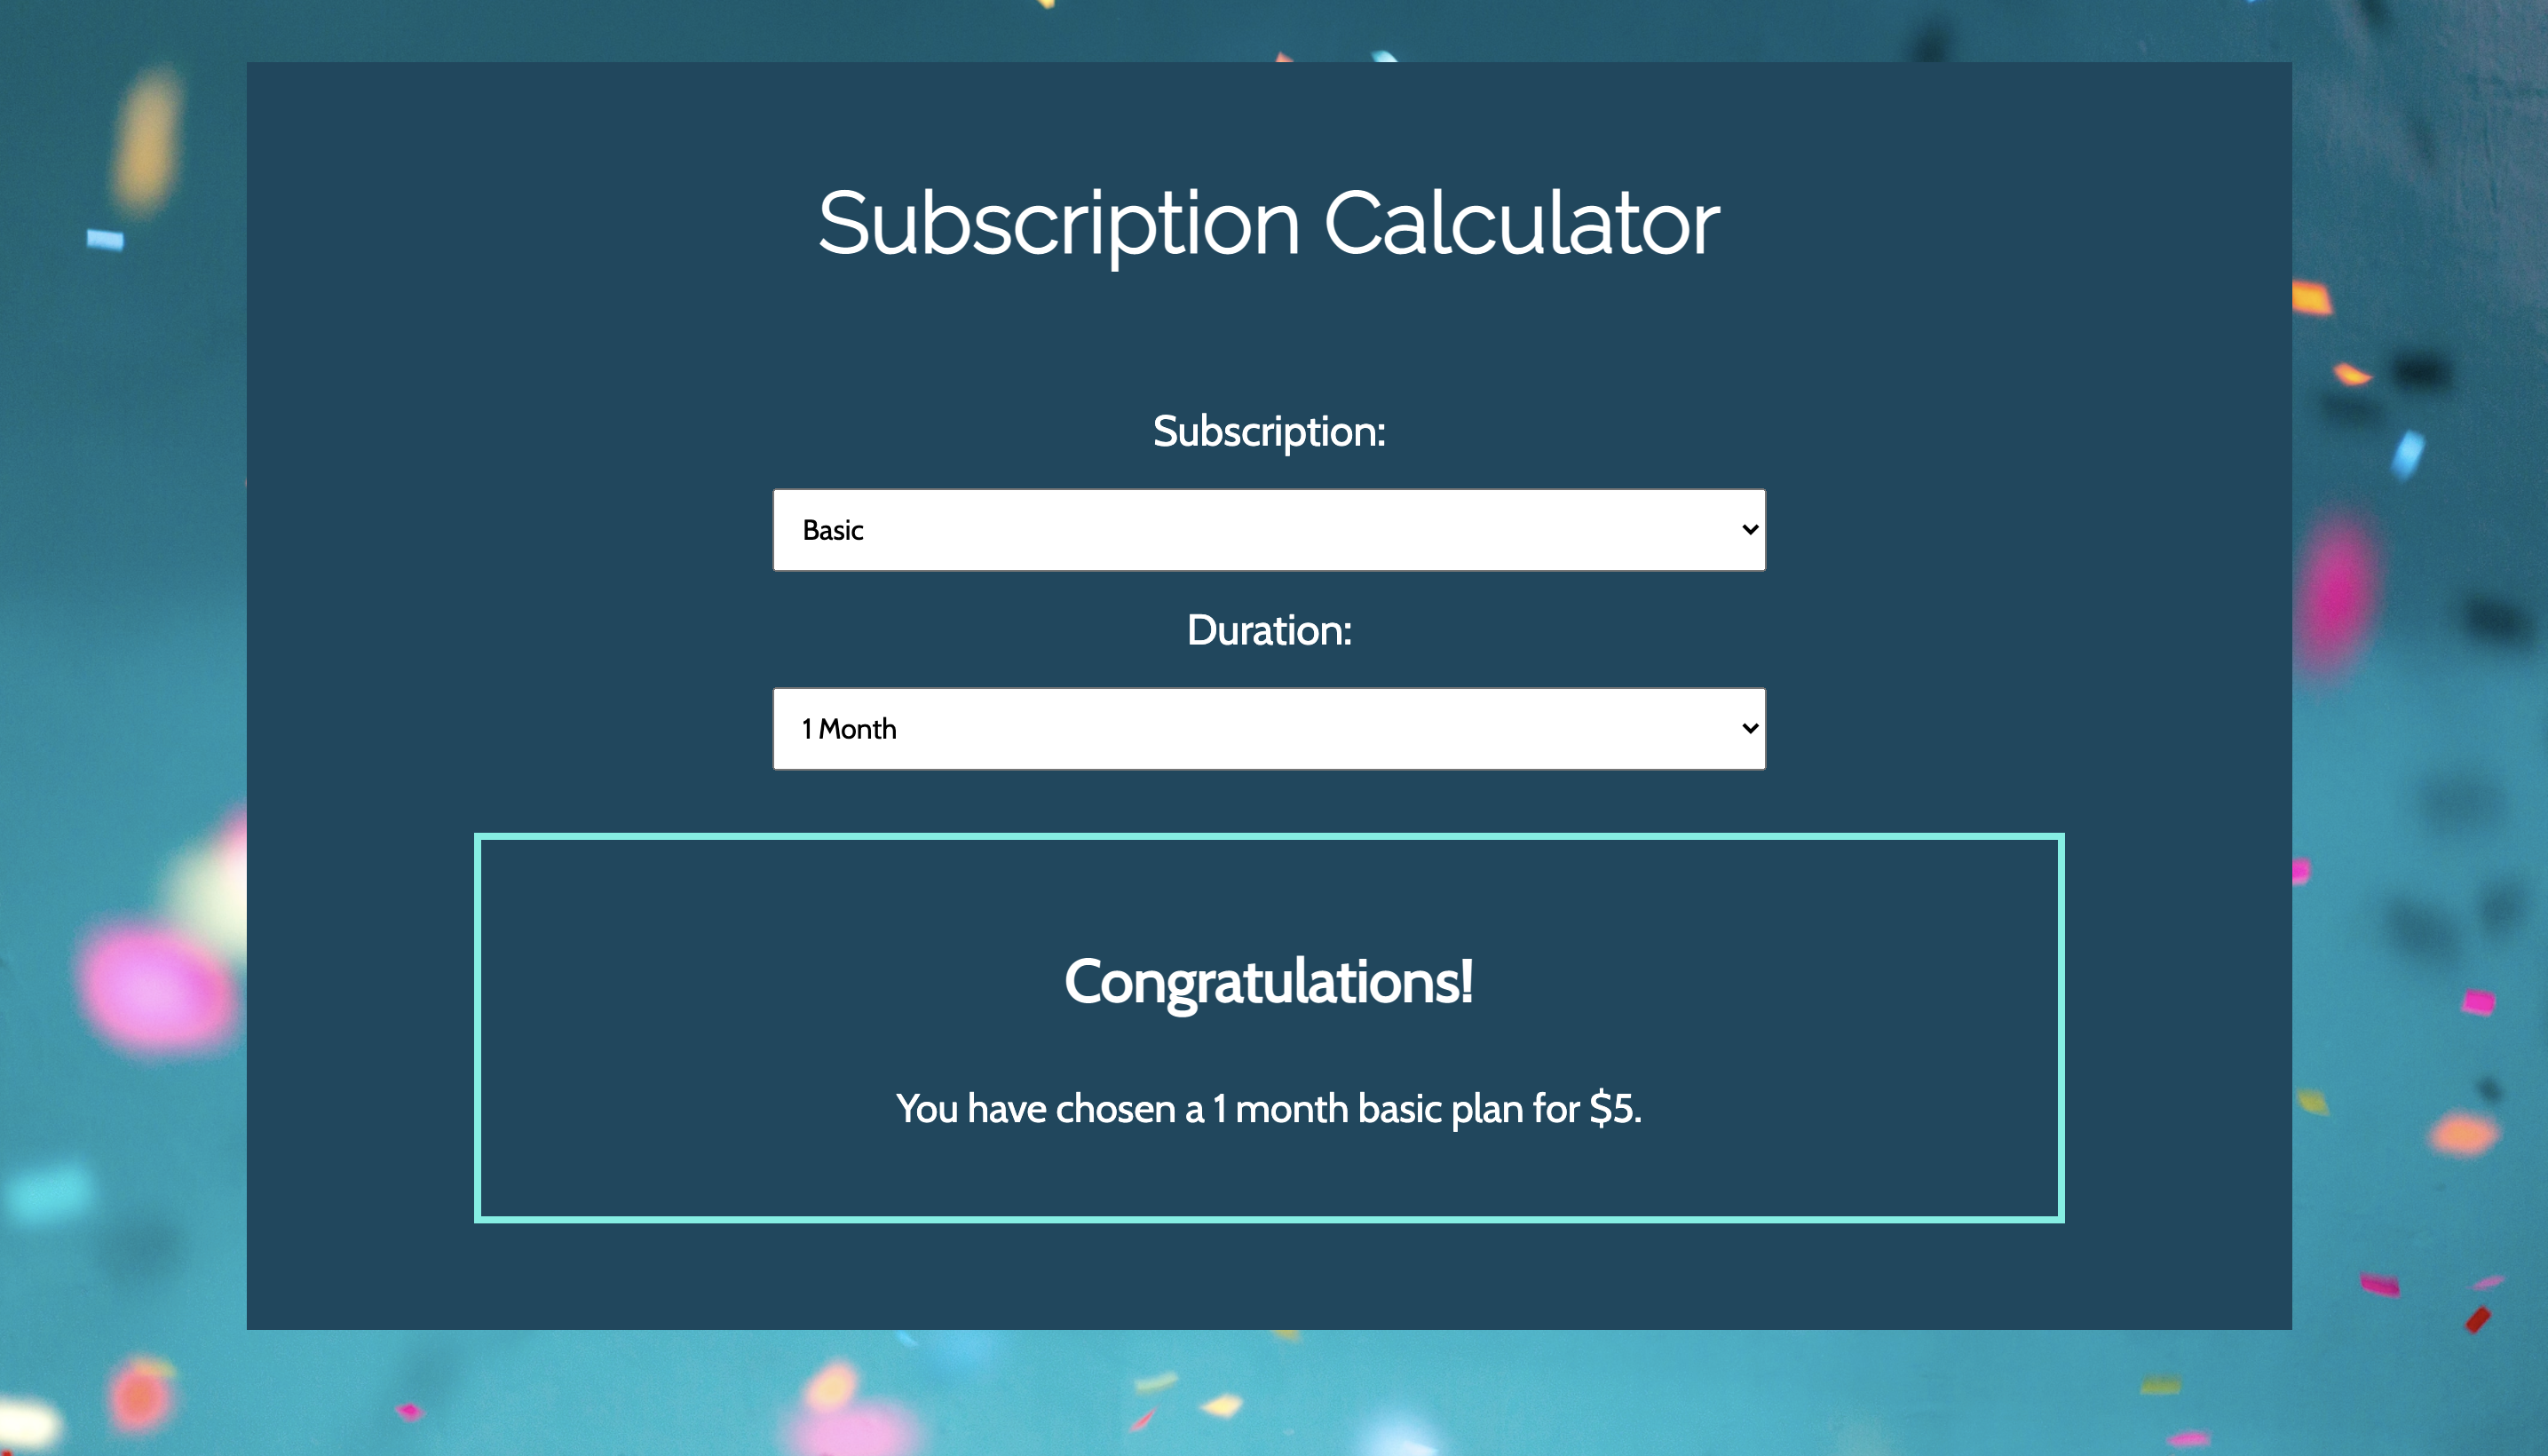 Subscription Calculator
Subscription:
Basic
Duration:
1 Month
Congratulations!
You have chosen a 1 month basic plan for $5.